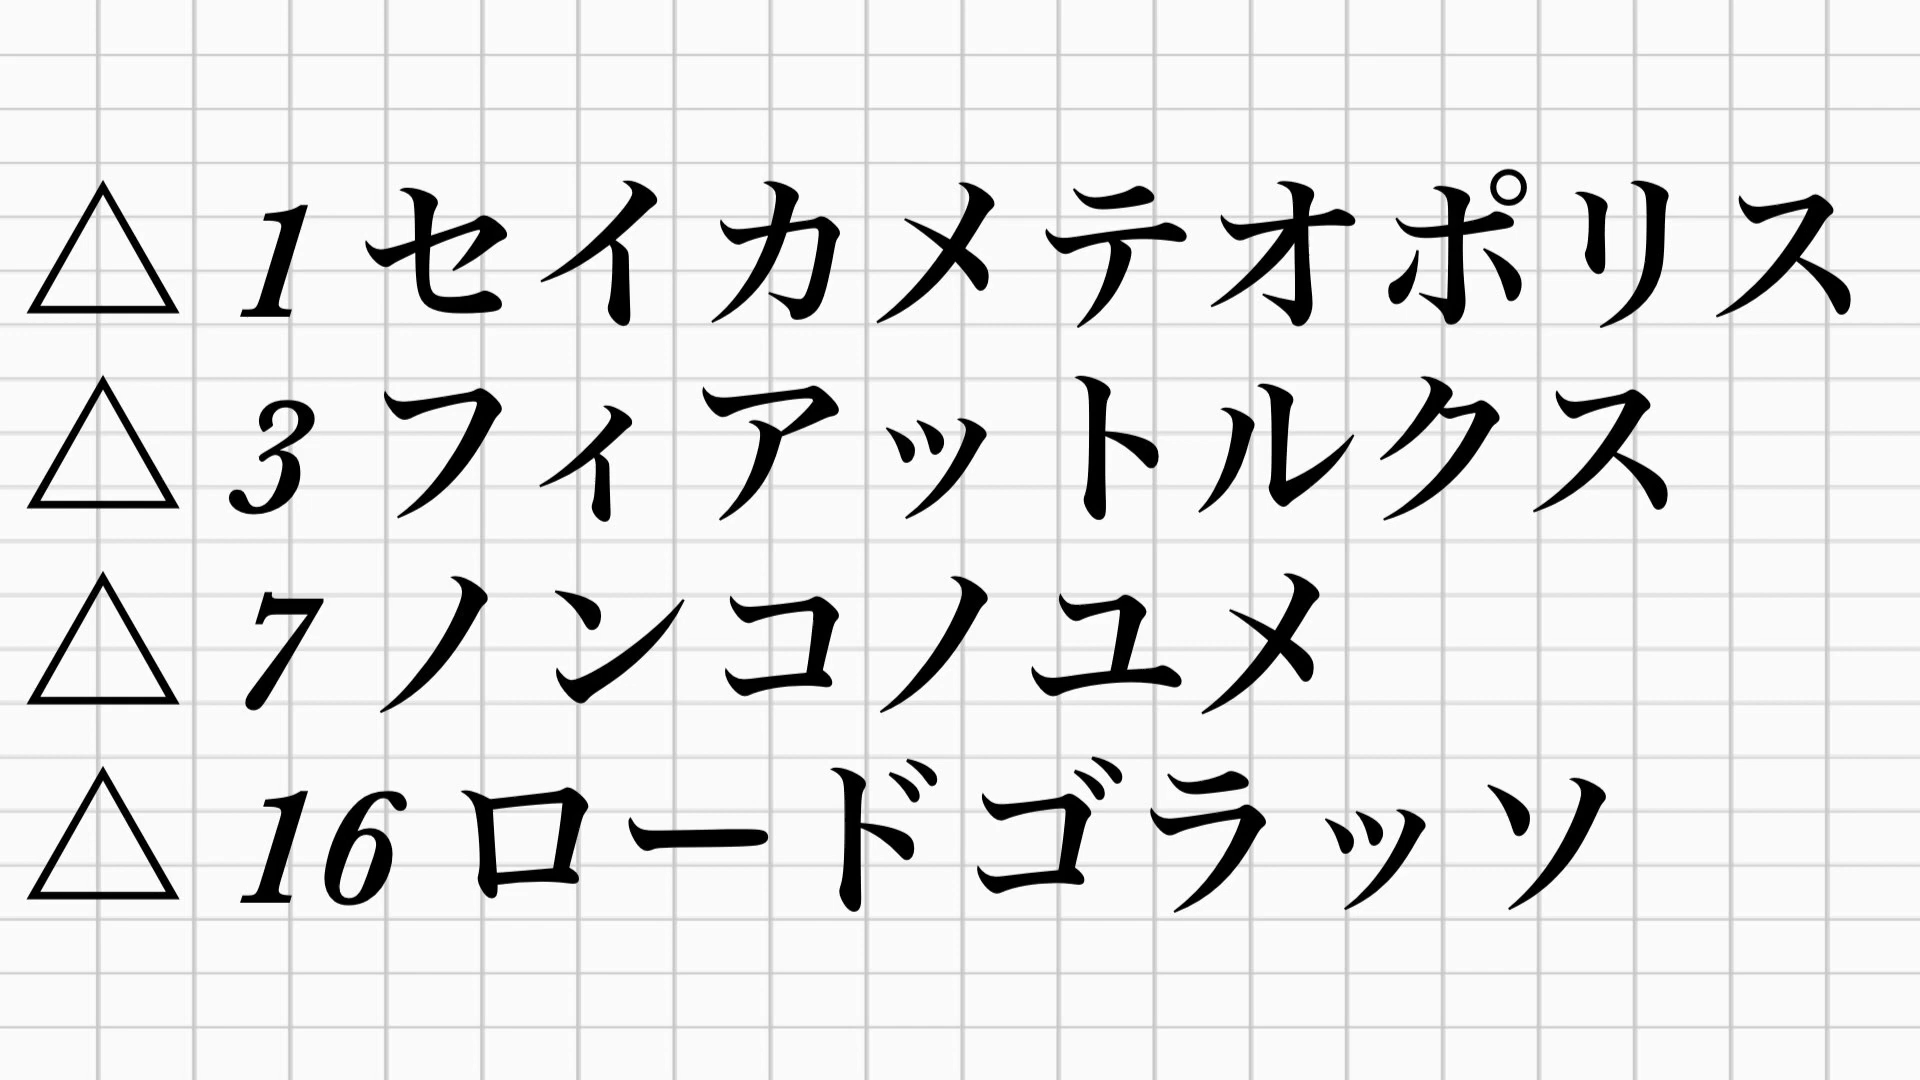 △ 1 セイカメテオポリス
△ 3 フィアットルクス
△ 7 ノンコノユメ
△ 16 ロードゴラッソ